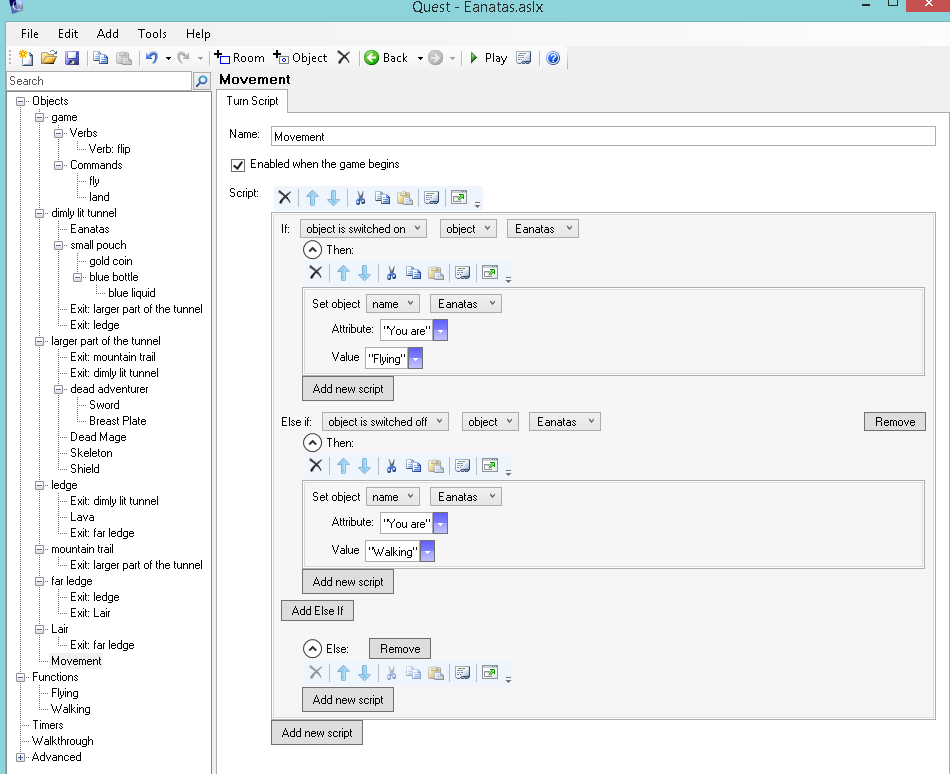 Quest - Eanatas.aslx
File Edit Add Tools Help
Room Object Back Play
Search
Objects
game
Verbs
Verb: flip
Commands
fly
land
dimly lit tunnel
Eanatas
small pouch
gold coin
blue bottle
blue liquid
Exit: larger part of the tunnel
Exit: ledge
larger part of the tunnel
Exit: mountain trail
Exit: dimly lit tunnel
dead adventurer
Sword
Breast Plate
Dead Mage
Skeleton
Shield
ledge
Exit: dimly lit tunnel
Lava
Exit: far ledge
mountain trail
Exit: larger part of the tunnel
far ledge
Exit: ledge
Exit: Lair
Lair
Exit: far ledge
Movement
Functions
Flying
Walking
Timers
Walkthrough
Advanced
Movement
Turn Script
Name: Movement
Enabled when the game begins
Script:
If: object is switched on object Eanatas
Then:
Set object name Eanatas
Attribute: "You are"
Value "Flying"
Add new script
Else if: object is switched off object Eanatas Remove
Then:
Set object name Eanatas
Attribute: "You are"
Value "Walking"
Add new script
Add Else If
Else: Remove
Add new script
Add new script